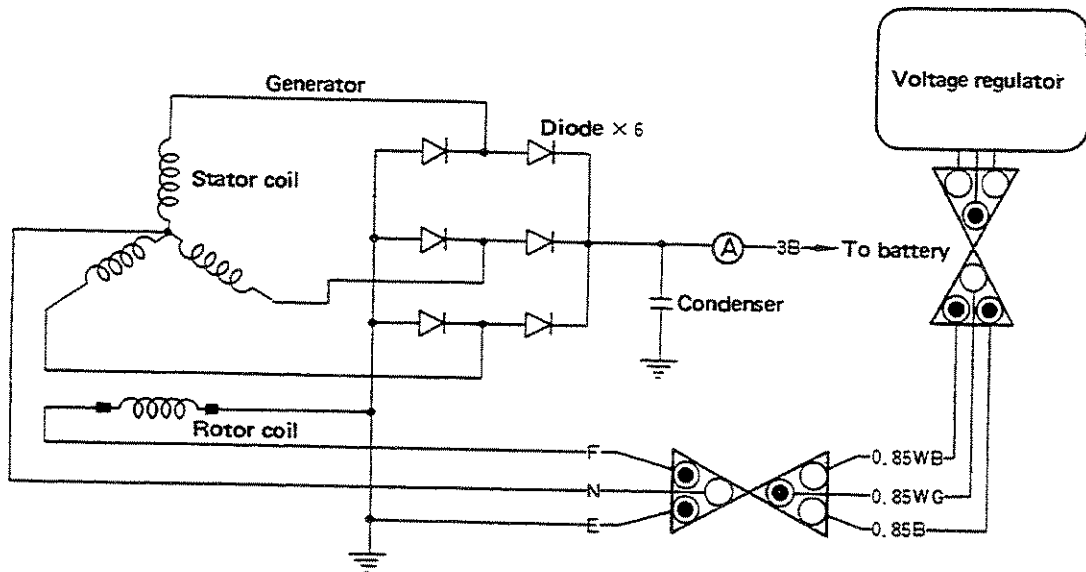 Voltage regulator
Generator
Diode × 6
Stator coil
A
3B
To battery
Condenser
Rotor coil
F
N
E
0.85WB
0.85WG
0.85B